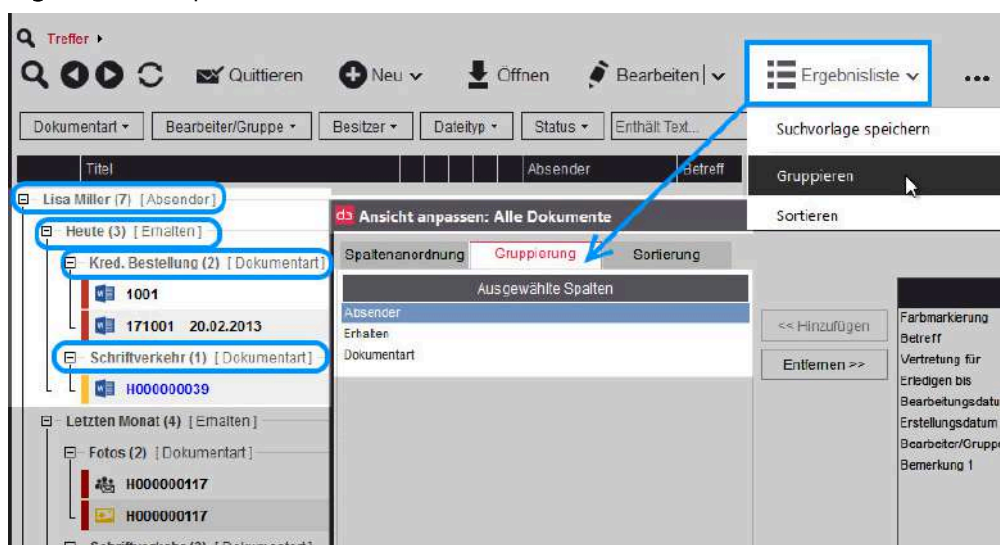 Treffer
Quittieren Neu Öffnen Bearbeiten Ergebnisliste ...
Dokumentart Bearbeiter/Gruppe Besitzer Dateityp Status Enthält Text...
Suchvorlage speichern
Gruppieren
Sortieren
Titel Absender Betreff
Lisa Miller (7) [Absender]
Heute (3) [Erhalten]
Kred. Bestellung (2) [Dokumentart]
1001
171001 20.02.2013
Schriftverkehr (1) [Dokumentart]
H000000039
Letzten Monat (4) [Erhalten]
Fotos (2) [Dokumentart]
H000000117
H000000117
d3 Ansicht anpassen: Alle Dokumente
Spaltenanordnung Gruppierung Sortierung
Ausgewählte Spalten
Absender
Erhalten
Dokumentart
<< Hinzufügen
Entfernen >>
Farbmarkierung
Betreff
Vertretung für
Erledigen bis
Bearbeitungsdatu
Erstellungsdatum
Bearbeiter/Gruppe
Bemerkung 1